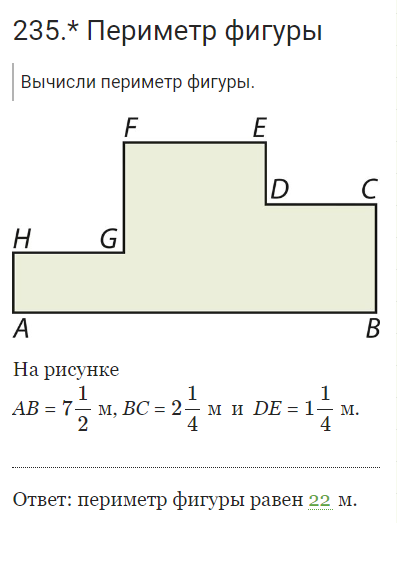 235.* Периметр фигуры
Вычисли периметр фигуры.
F E
D C
H G
A B
На рисунке
AB = 7 1/2 м, BC = 2 1/4 м и DE = 1 1/4 м.
Ответ: периметр фигуры равен 22 м.